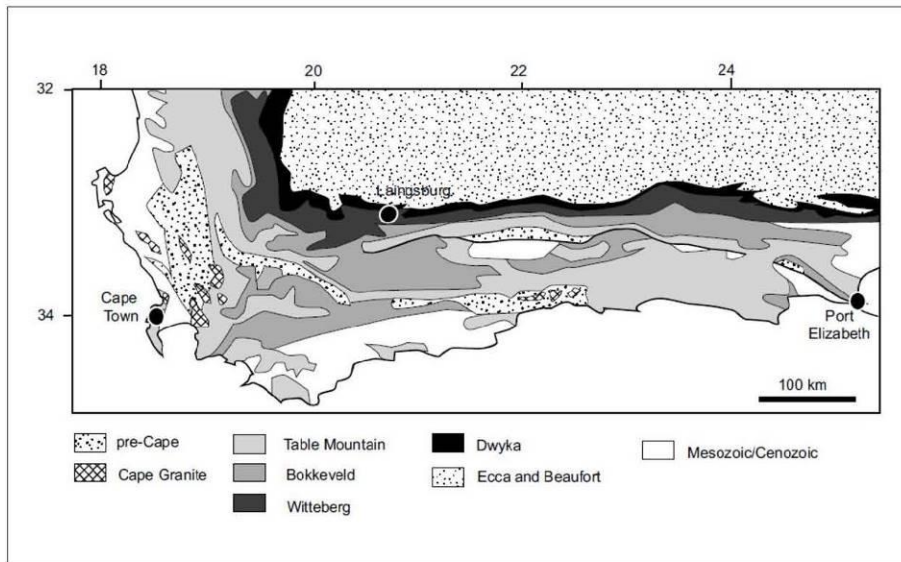 18 20 22 24
32
Laingsburg
34
Cape
Town
Port
Elizabeth
100 km
pre-Cape Table Mountain Dwyka Mesozoic/Cenozoic
Cape Granite Bokkeveld Ecca and Beaufort
Witteberg